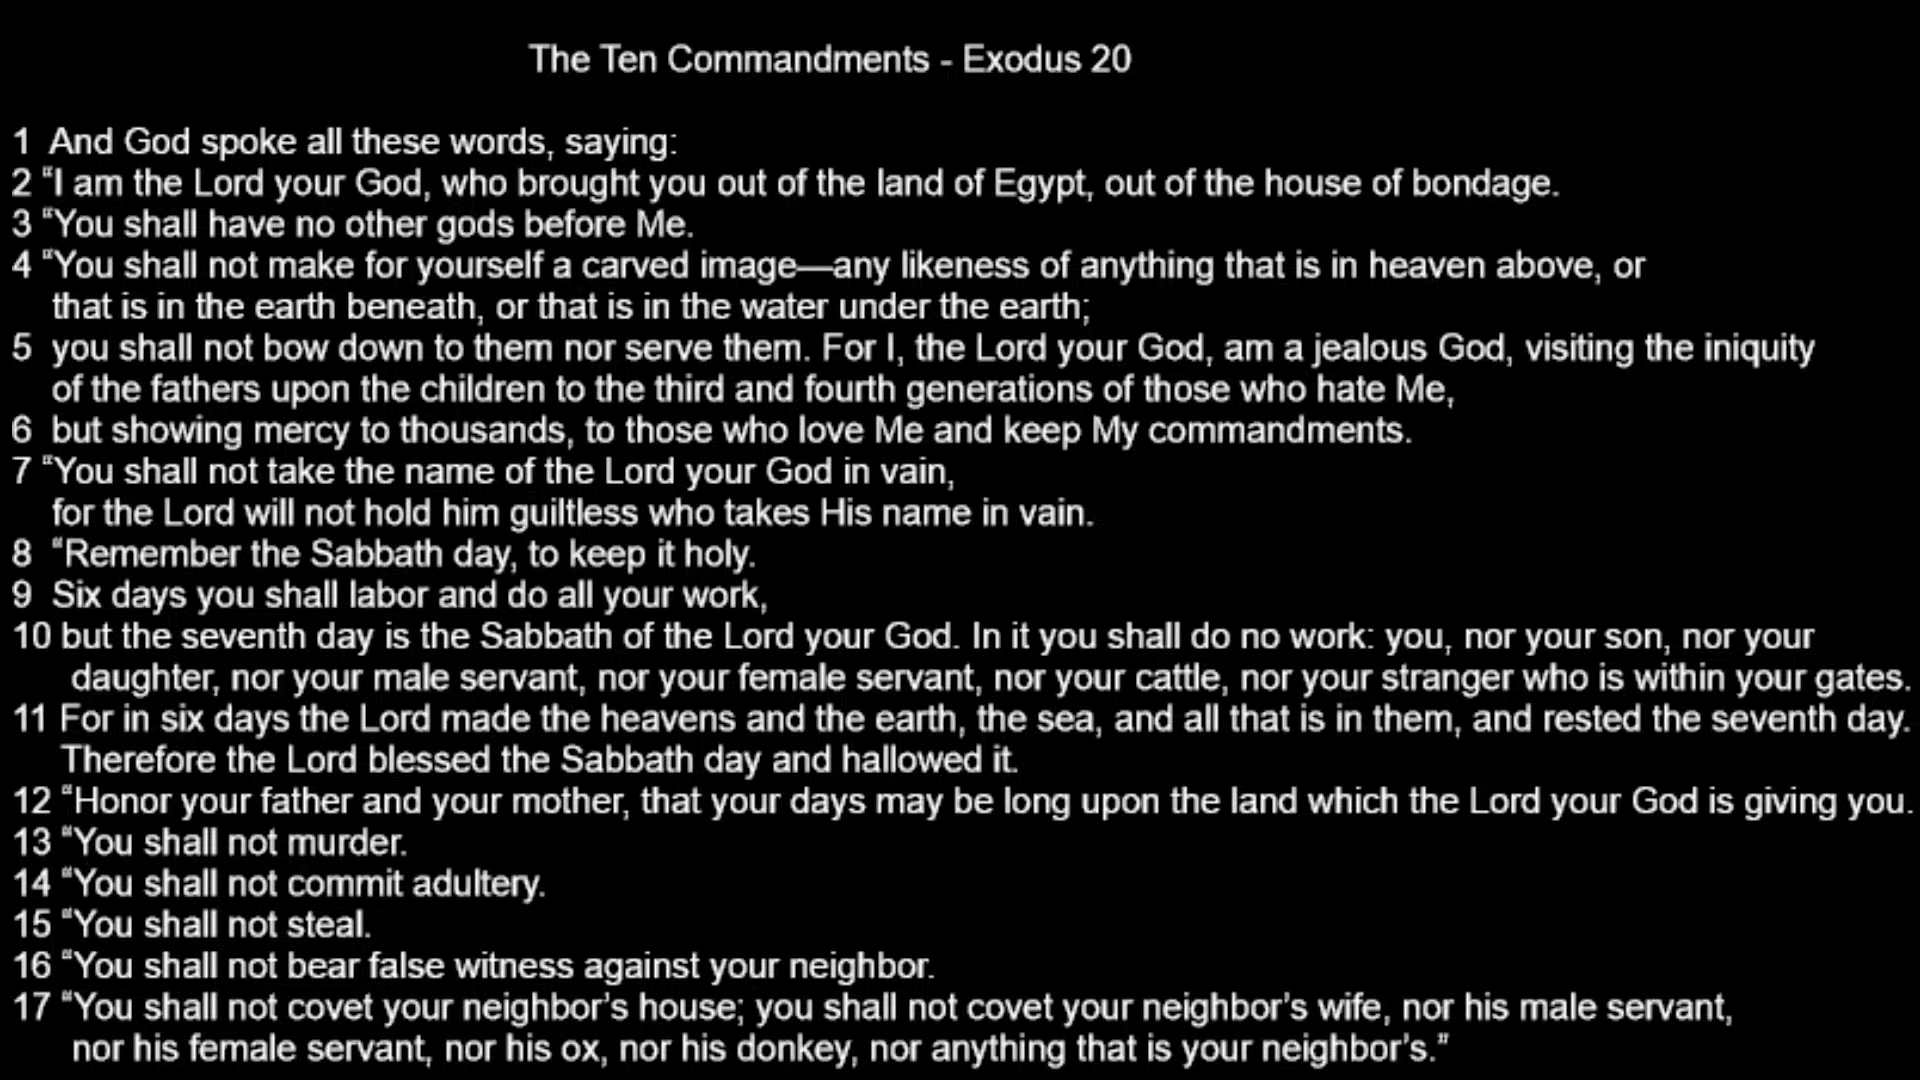 The Ten Commandments - Exodus 20
1 And God spoke all these words, saying:
2 “I am the Lord your God, who brought you out of the land of Egypt, out of the house of bondage.
3 “You shall have no other gods before Me.
4 “You shall not make for yourself a carved image—any likeness of anything that is in heaven above, or
that is in the earth beneath, or that is in the water under the earth;
5 you shall not bow down to them nor serve them. For I, the Lord your God, am a jealous God, visiting the iniquity
of the fathers upon the children to the third and fourth generations of those who hate Me,
6 but showing mercy to thousands, to those who love Me and keep My commandments.
7 “You shall not take the name of the Lord your God in vain,
for the Lord will not hold him guiltless who takes His name in vain.
8 “Remember the Sabbath day, to keep it holy.
9 Six days you shall labor and do all your work,
10 but the seventh day is the Sabbath of the Lord your God. In it you shall do no work: you, nor your son, nor your
daughter, nor your male servant, nor your female servant, nor your cattle, nor your stranger who is within your gates.
11 For in six days the Lord made the heavens and the earth, the sea, and all that is in them, and rested the seventh day.
Therefore the Lord blessed the Sabbath day and hallowed it.
12 “Honor your father and your mother, that your days may be long upon the land which the Lord your God is giving you.
13 “You shall not murder.
14 “You shall not commit adultery.
15 “You shall not steal.
16 “You shall not bear false witness against your neighbor.
17 “You shall not covet your neighbor’s house; you shall not covet your neighbor’s wife, nor his male servant,
nor his female servant, nor his ox, nor his donkey, nor anything that is your neighbor’s.”